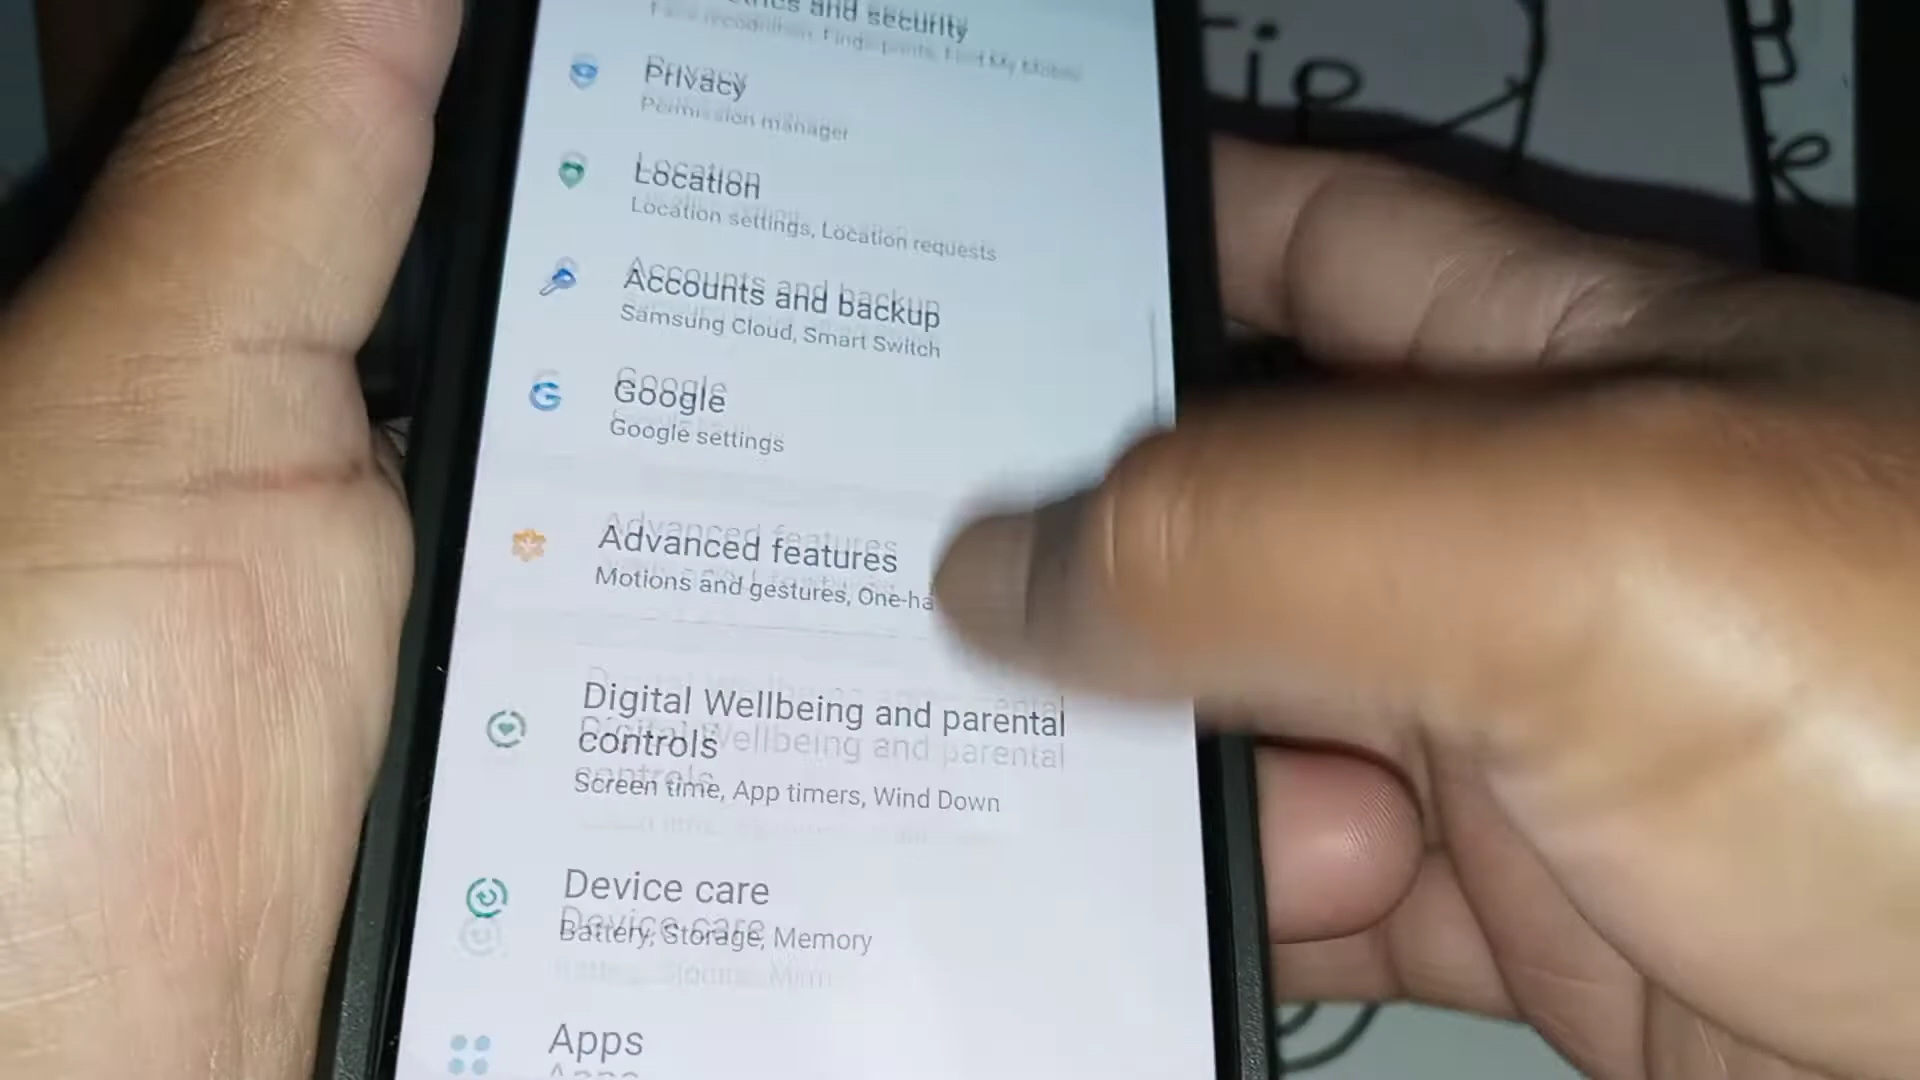 and security
Privacy
Permission manager
Location
Location settings, Location requests
Accounts and backup
Samsung Cloud, Smart Switch
Google
Google settings
Advanced features
Motions and gestures, One-ha
Digital Wellbeing and parental
controls
Screen time, App timers, Wind Down
Device care
Battery, Storage, Memory
Apps